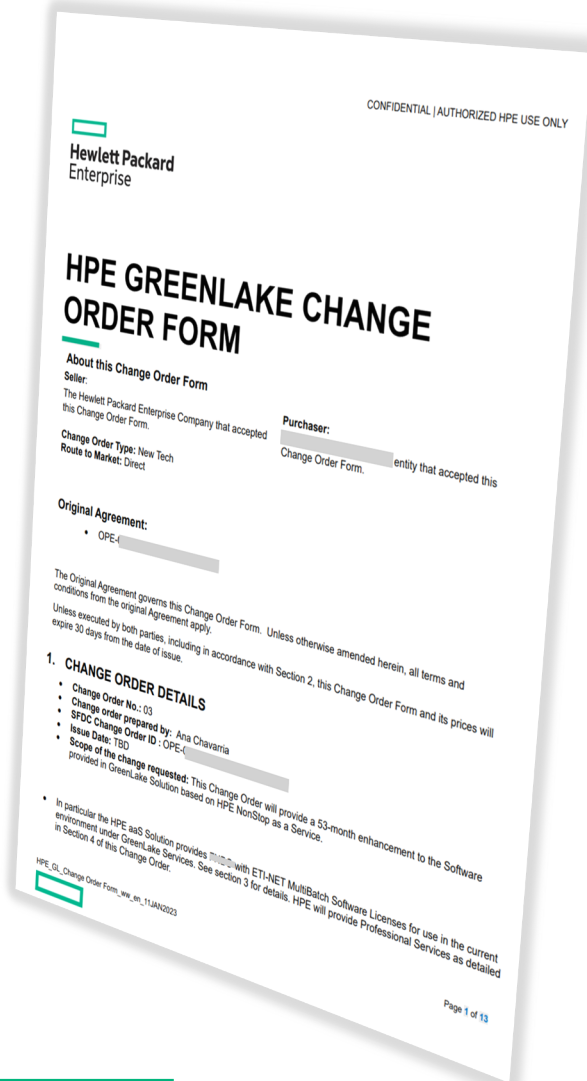 CONFIDENTIAL | AUTHORIZED HPE USE ONLY
Hewlett Packard
Enterprise
HPE GREENLAKE CHANGE
ORDER FORM
About this Change Order Form
Seller:
The Hewlett Packard Enterprise Company that accepted
this Change Order Form.
Purchaser:
entity that accepted this
Change Order Form.
Change Order Type: New Tech
Route to Market: Direct
Original Agreement:
• OPE-
The Original Agreement governs this Change Order Form. Unless otherwise amended herein, all terms and
conditions from the original Agreement apply.
Unless executed by both parties, including in accordance with Section 2, this Change Order Form and its prices will
expire 30 days from the date of issue.
1. CHANGE ORDER DETAILS
• Change Order No.: 03
• Change order prepared by: Ana Chavarria
• SFDC Change Order ID : OPE-
• Issue Date: TBD
• Scope of the change requested: This Change Order will provide a 53-month enhancement to the Software
provided in GreenLake Solution based on HPE NonStop as a Service.
• In particular the HPE aaS Solution provides with ETI-NET MultiBatch Software Licenses for use in the current
environment under GreenLake Services. See section 3 for details. HPE will provide Professional Services as detailed
in Section 4 of this Change Order.
HPE_GL_Change Order Form_ww_en_11JAN2023
Page 1 of 13